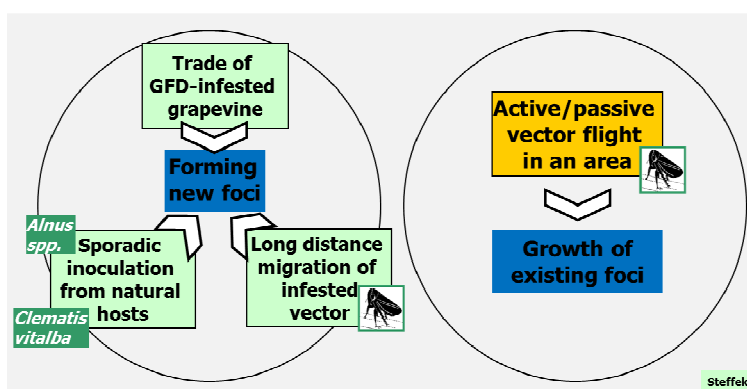 Trade of
GFD-infested
grapevine
Forming
new foci
Alnus
spp.
Sporadic
inoculation
from natural
hosts
Clematis
vitalba
Long distance
migration of
infested
vector
Active/passive
vector flight
in an area
Growth of
existing foci
Steffek